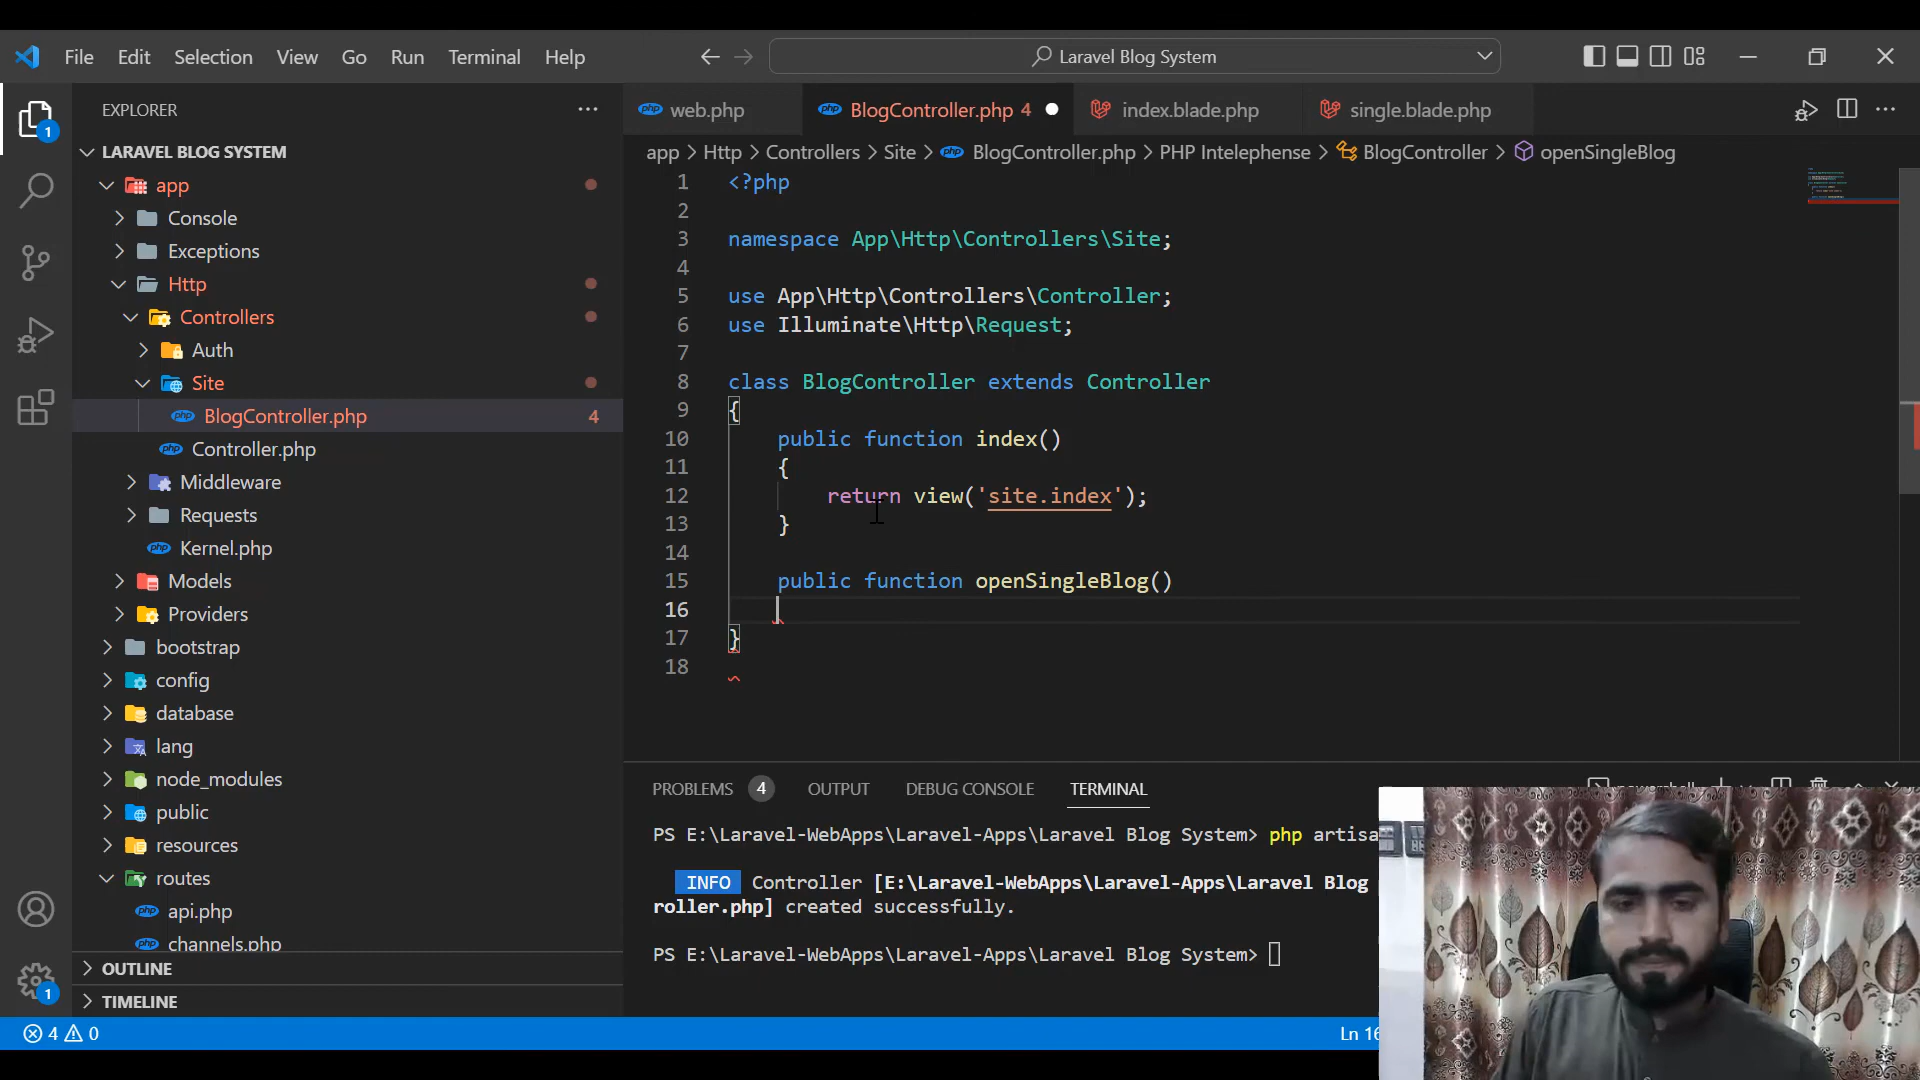 File Edit Selection View Go Run Terminal Help
Laravel Blog System
EXPLORER
LARAVEL BLOG SYSTEM
app
Console
Exceptions
Http
Controllers
Auth
Site
BlogController.php 4
Controller.php
Middleware
Requests
Kernel.php
Models
Providers
bootstrap
config
database
lang
node_modules
public
resources
routes
api.php
channels.php
OUTLINE
TIMELINE
1
1
4 0
web.php BlogController.php 4 index.blade.php single.blade.php
app > Http > Controllers > Site > BlogController.php > PHP Intelephense > BlogController > openSingleBlog
1 <?php
2
3 namespace App\Http\Controllers\Site;
4
5 use App\Http\Controllers\Controller;
6 use Illuminate\Http\Request;
7
8 class BlogController extends Controller
9 {
10 public function index()
11 {
12 return view('site.index');
13 }
14
15 public function openSingleBlog()
16
17 }
18
PROBLEMS 4 OUTPUT DEBUG CONSOLE TERMINAL
PS E:\Laravel-WebApps\Laravel-Apps\Laravel Blog System> php artisa
INFO Controller [E:\Laravel-WebApps\Laravel-Apps\Laravel Blog
roller.php] created successfully.
PS E:\Laravel-WebApps\Laravel-Apps\Laravel Blog System>
Ln 16